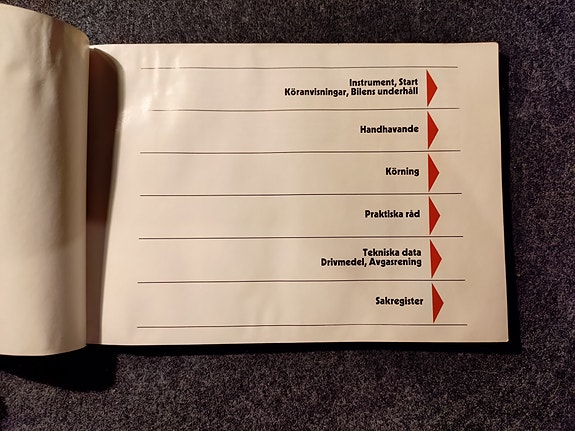 Instrument, Start
Köranvisningar, Bilens underhåll
Handhavande
Körning
Praktiska råd
Tekniska data
Drivmedel, Avgasrening
Sakregister